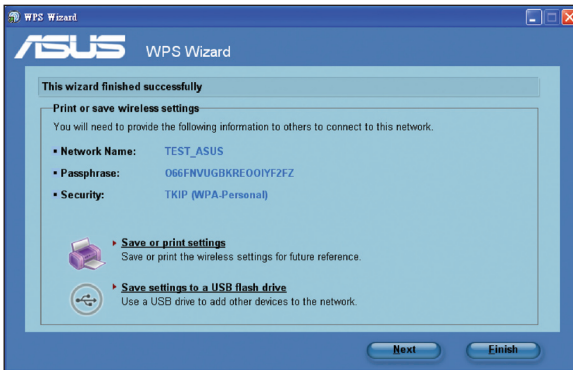 WPS Wizard
ASUS WPS Wizard
This wizard finished successfully
Print or save wireless settings
You will need to provide the following information to others to connect to this network.
▪ Network Name: TEST_ASUS
▪ Passphrase: O66FNVUGBKREOOIYF2FZ
▪ Security: TKIP (WPA-Personal)
Save or print settings
Save or print the wireless settings for future reference.
Save settings to a USB flash drive
Use a USB drive to add other devices to the network.
Next Finish